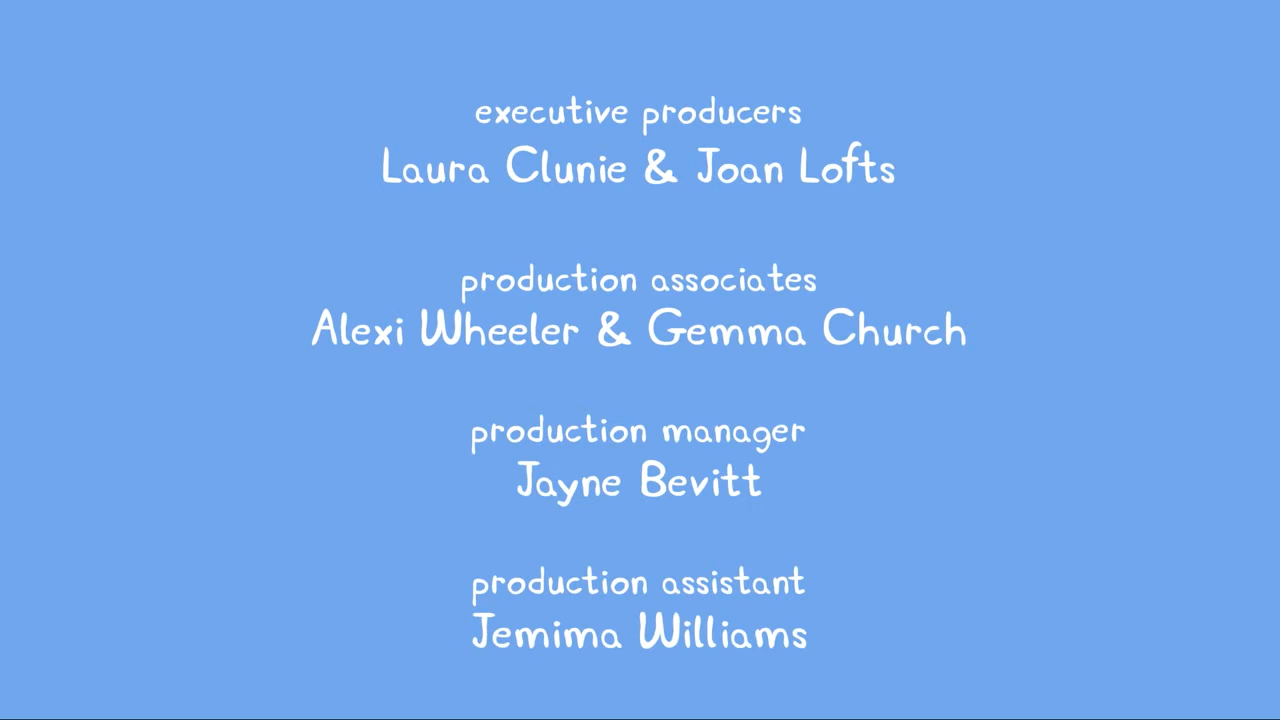 executive producers
Laura Clunie & Joan Lofts
production associates
Alexi Wheeler & Gemma Church
production manager
Jayne Bevitt
production assistant
Jemima Williams